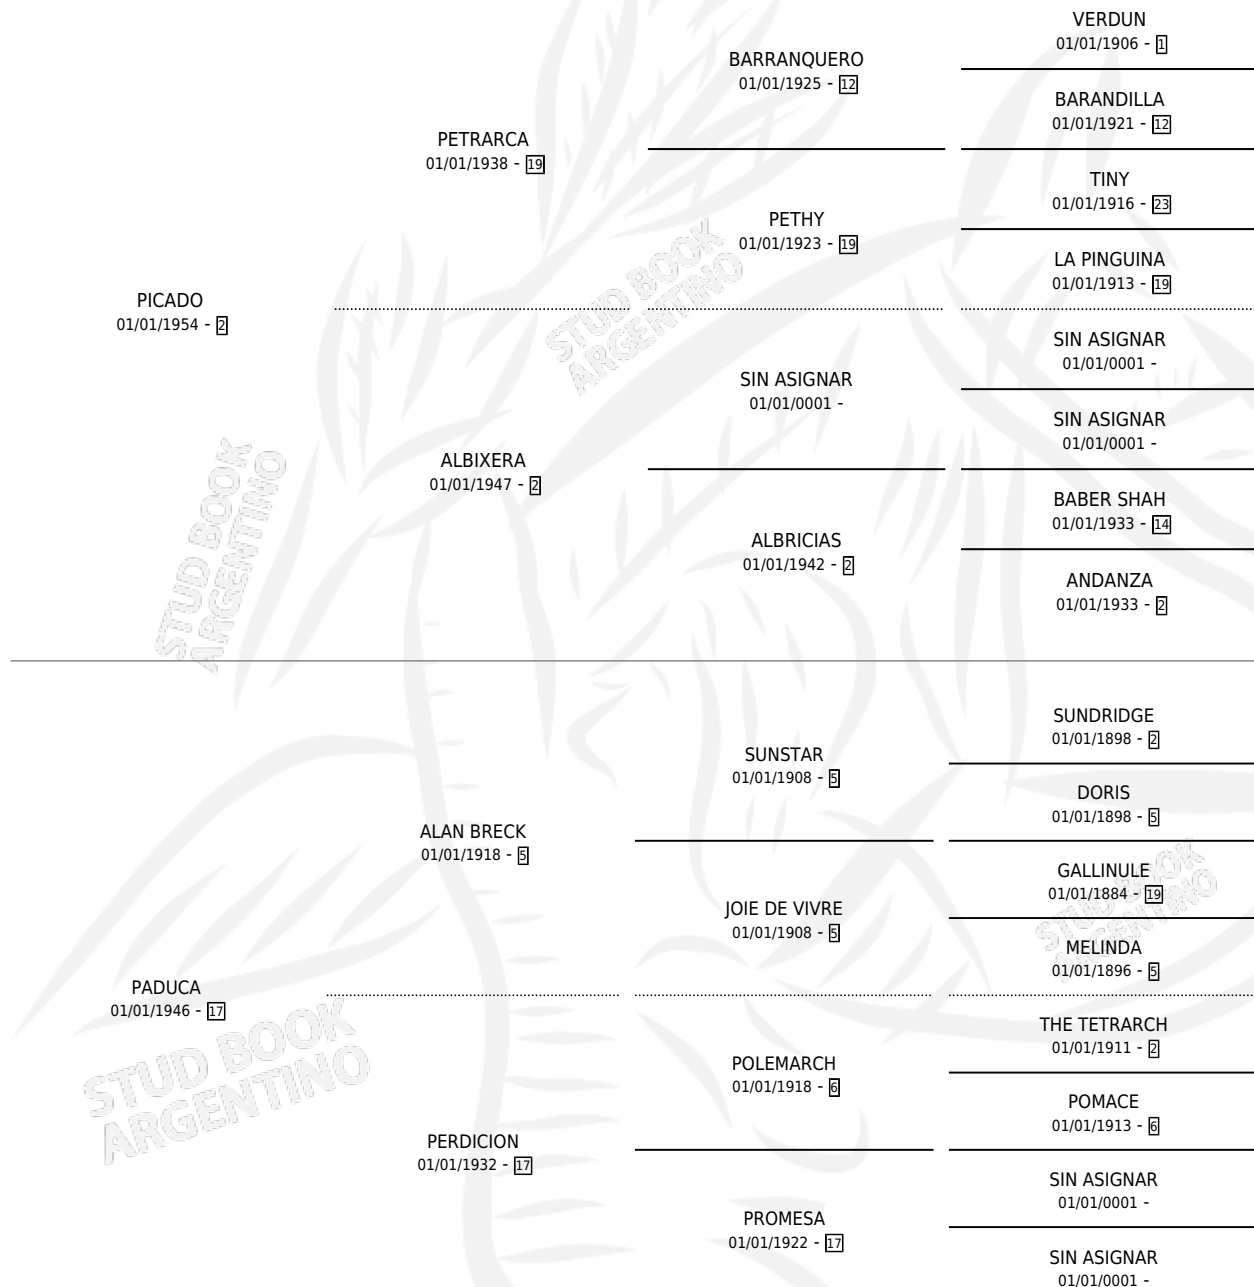 VERDUN
01/01/1906 - 1
BARRANQUERO
01/01/1925 - 12
BARANDILLA
01/01/1921 - 12
PETRARCA
01/01/1938 - 19
TINY
01/01/1916 - 23
PETHY
01/01/1923 - 19
LA PINGUINA
01/01/1913 - 19
PICADO
01/01/1954 - 2
SIN ASIGNAR
01/01/0001 -
SIN ASIGNAR
01/01/0001 -
SIN ASIGNAR
01/01/0001 -
ALBIXERA
01/01/1947 - 2
BABER SHAH
01/01/1933 - 14
ALBRICIAS
01/01/1942 - 2
ANDANZA
01/01/1933 - 2
SUNDRIDGE
01/01/1898 - 2
SUNSTAR
01/01/1908 - 5
DORIS
01/01/1898 - 5
ALAN BRECK
01/01/1918 - 5
GALLINULE
01/01/1884 - 19
JOIE DE VIVRE
01/01/1908 - 5
MELINDA
01/01/1896 - 5
PADUCA
01/01/1946 - 17
THE TETRARCH
01/01/1911 - 2
POLEMARCH
01/01/1918 - 6
POMACE
01/01/1913 - 6
PERDICION
01/01/1932 - 17
SIN ASIGNAR
01/01/0001 -
PROMESA
01/01/1922 - 17
SIN ASIGNAR
01/01/0001 -
STUD BOOK
ARGENTINO
STUD BOOK
ARGENTINO
STUD BOOK
ARGENTINO
STUD BOOK
ARGENTINO